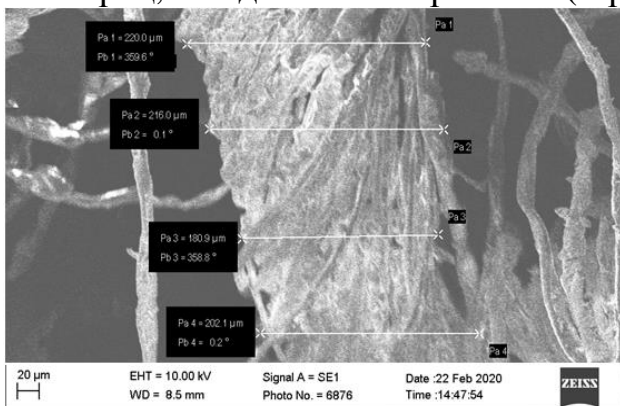 Pa 1
Pa 1 = 220.0 µm
Pb 1 = 359.6 °
Pa 2 = 216.0 µm
Pb 2 = 0.1 °
Pa 2
Pa 3
Pa 3 = 180.9 µm
Pb 3 = 358.8 °
Pa 4 = 202.1 µm
Pb 4 = 0.2 °
Pa 4
20 µm
EHT = 10.00 kV
Signal A = SE1
Date :22 Feb 2020
WD = 8.5 mm
Photo No. = 6876
Time :14:47:54
ZEISS